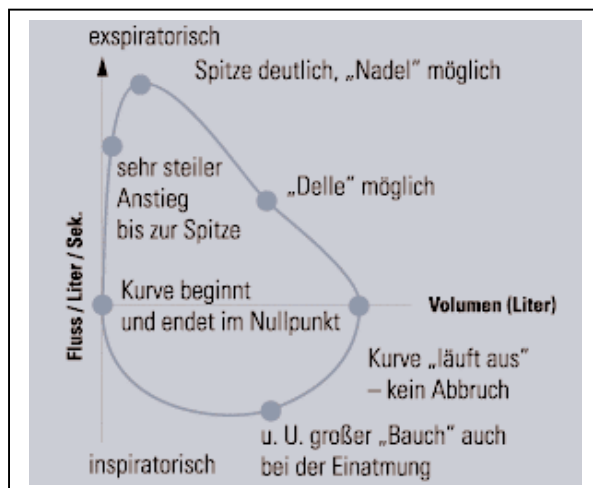 exspiratorisch
Spitze deutlich, „Nadel” möglich
sehr steiler
Anstieg
bis zur Spitze
„Delle” möglich
Fluss / Liter / Sek.
Kurve beginnt
und endet im Nullpunkt
Volumen (Liter)
Kurve „läuft aus”
– kein Abbruch
u. U. großer „Bauch” auch
bei der Einatmung
inspiratorisch